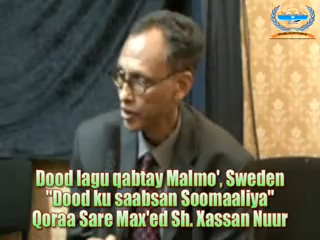 Dood lagu qabtay Malmo', Sweden
"Dood ku saabsan Soomaaliya"
Qoraa Sare Max'ed Sh. Xassan Nuur